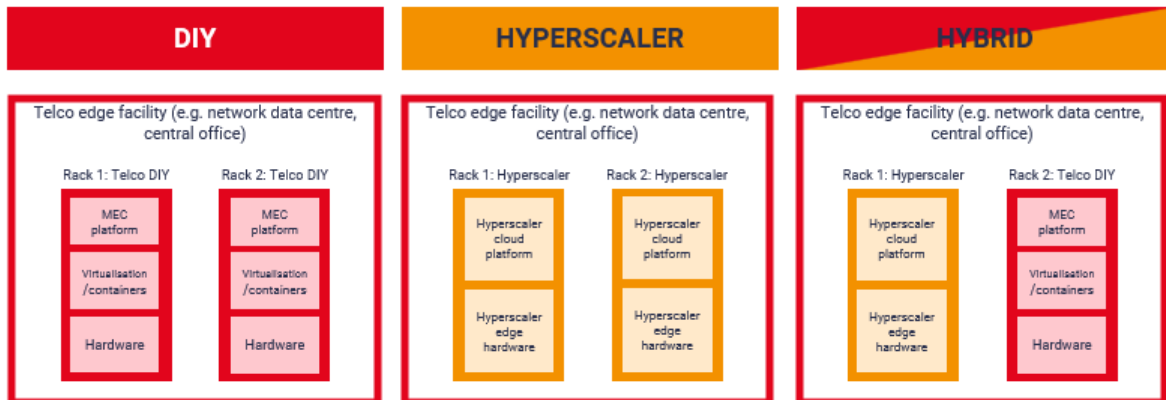 DIY
Telco edge facility (e.g. network data centre,
central office)
Rack 1: Telco DIY
MEC
platform
Virtualisation
/containers
Hardware
Rack 2: Telco DIY
MEC
platform
Virtualisation
/containers
Hardware
HYPERSCALER
Telco edge facility (e.g. network data centre,
central office)
Rack 1: Hyperscaler
Hyperscaler
cloud
platform
Hyperscaler
edge
hardware
Rack 2: Hyperscaler
Hyperscaler
cloud
platform
Hyperscaler
edge
hardware
HYBRID
Telco edge facility (e.g. network data centre,
central office)
Rack 1: Hyperscaler
Hyperscaler
cloud
platform
Hyperscaler
edge
hardware
Rack 2: Telco DIY
MEC
platform
Virtualisation
/containers
Hardware